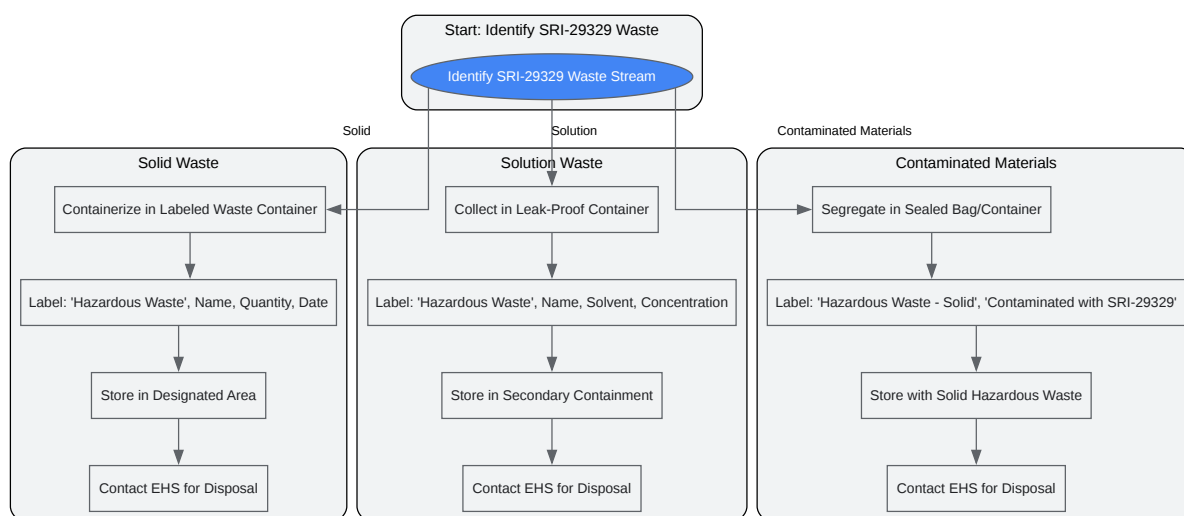 Start: Identify SRI-29329 Waste
Identify SRI-29329 Waste Stream
Solid
Solution
Contaminated Materials
Solid Waste
Solution Waste
Contaminated Materials
Containerize in Labeled Waste Container
Collect in Leak-Proof Container
Segregate in Sealed Bag/Container
Label: 'Hazardous Waste', Name, Quantity, Date
Label: 'Hazardous Waste', Name, Solvent, Concentration
Label: 'Hazardous Waste - Solid', 'Contaminated with SRI-29329'
Store in Designated Area
Store in Secondary Containment
Store with Solid Hazardous Waste
Contact EHS for Disposal
Contact EHS for Disposal
Contact EHS for Disposal